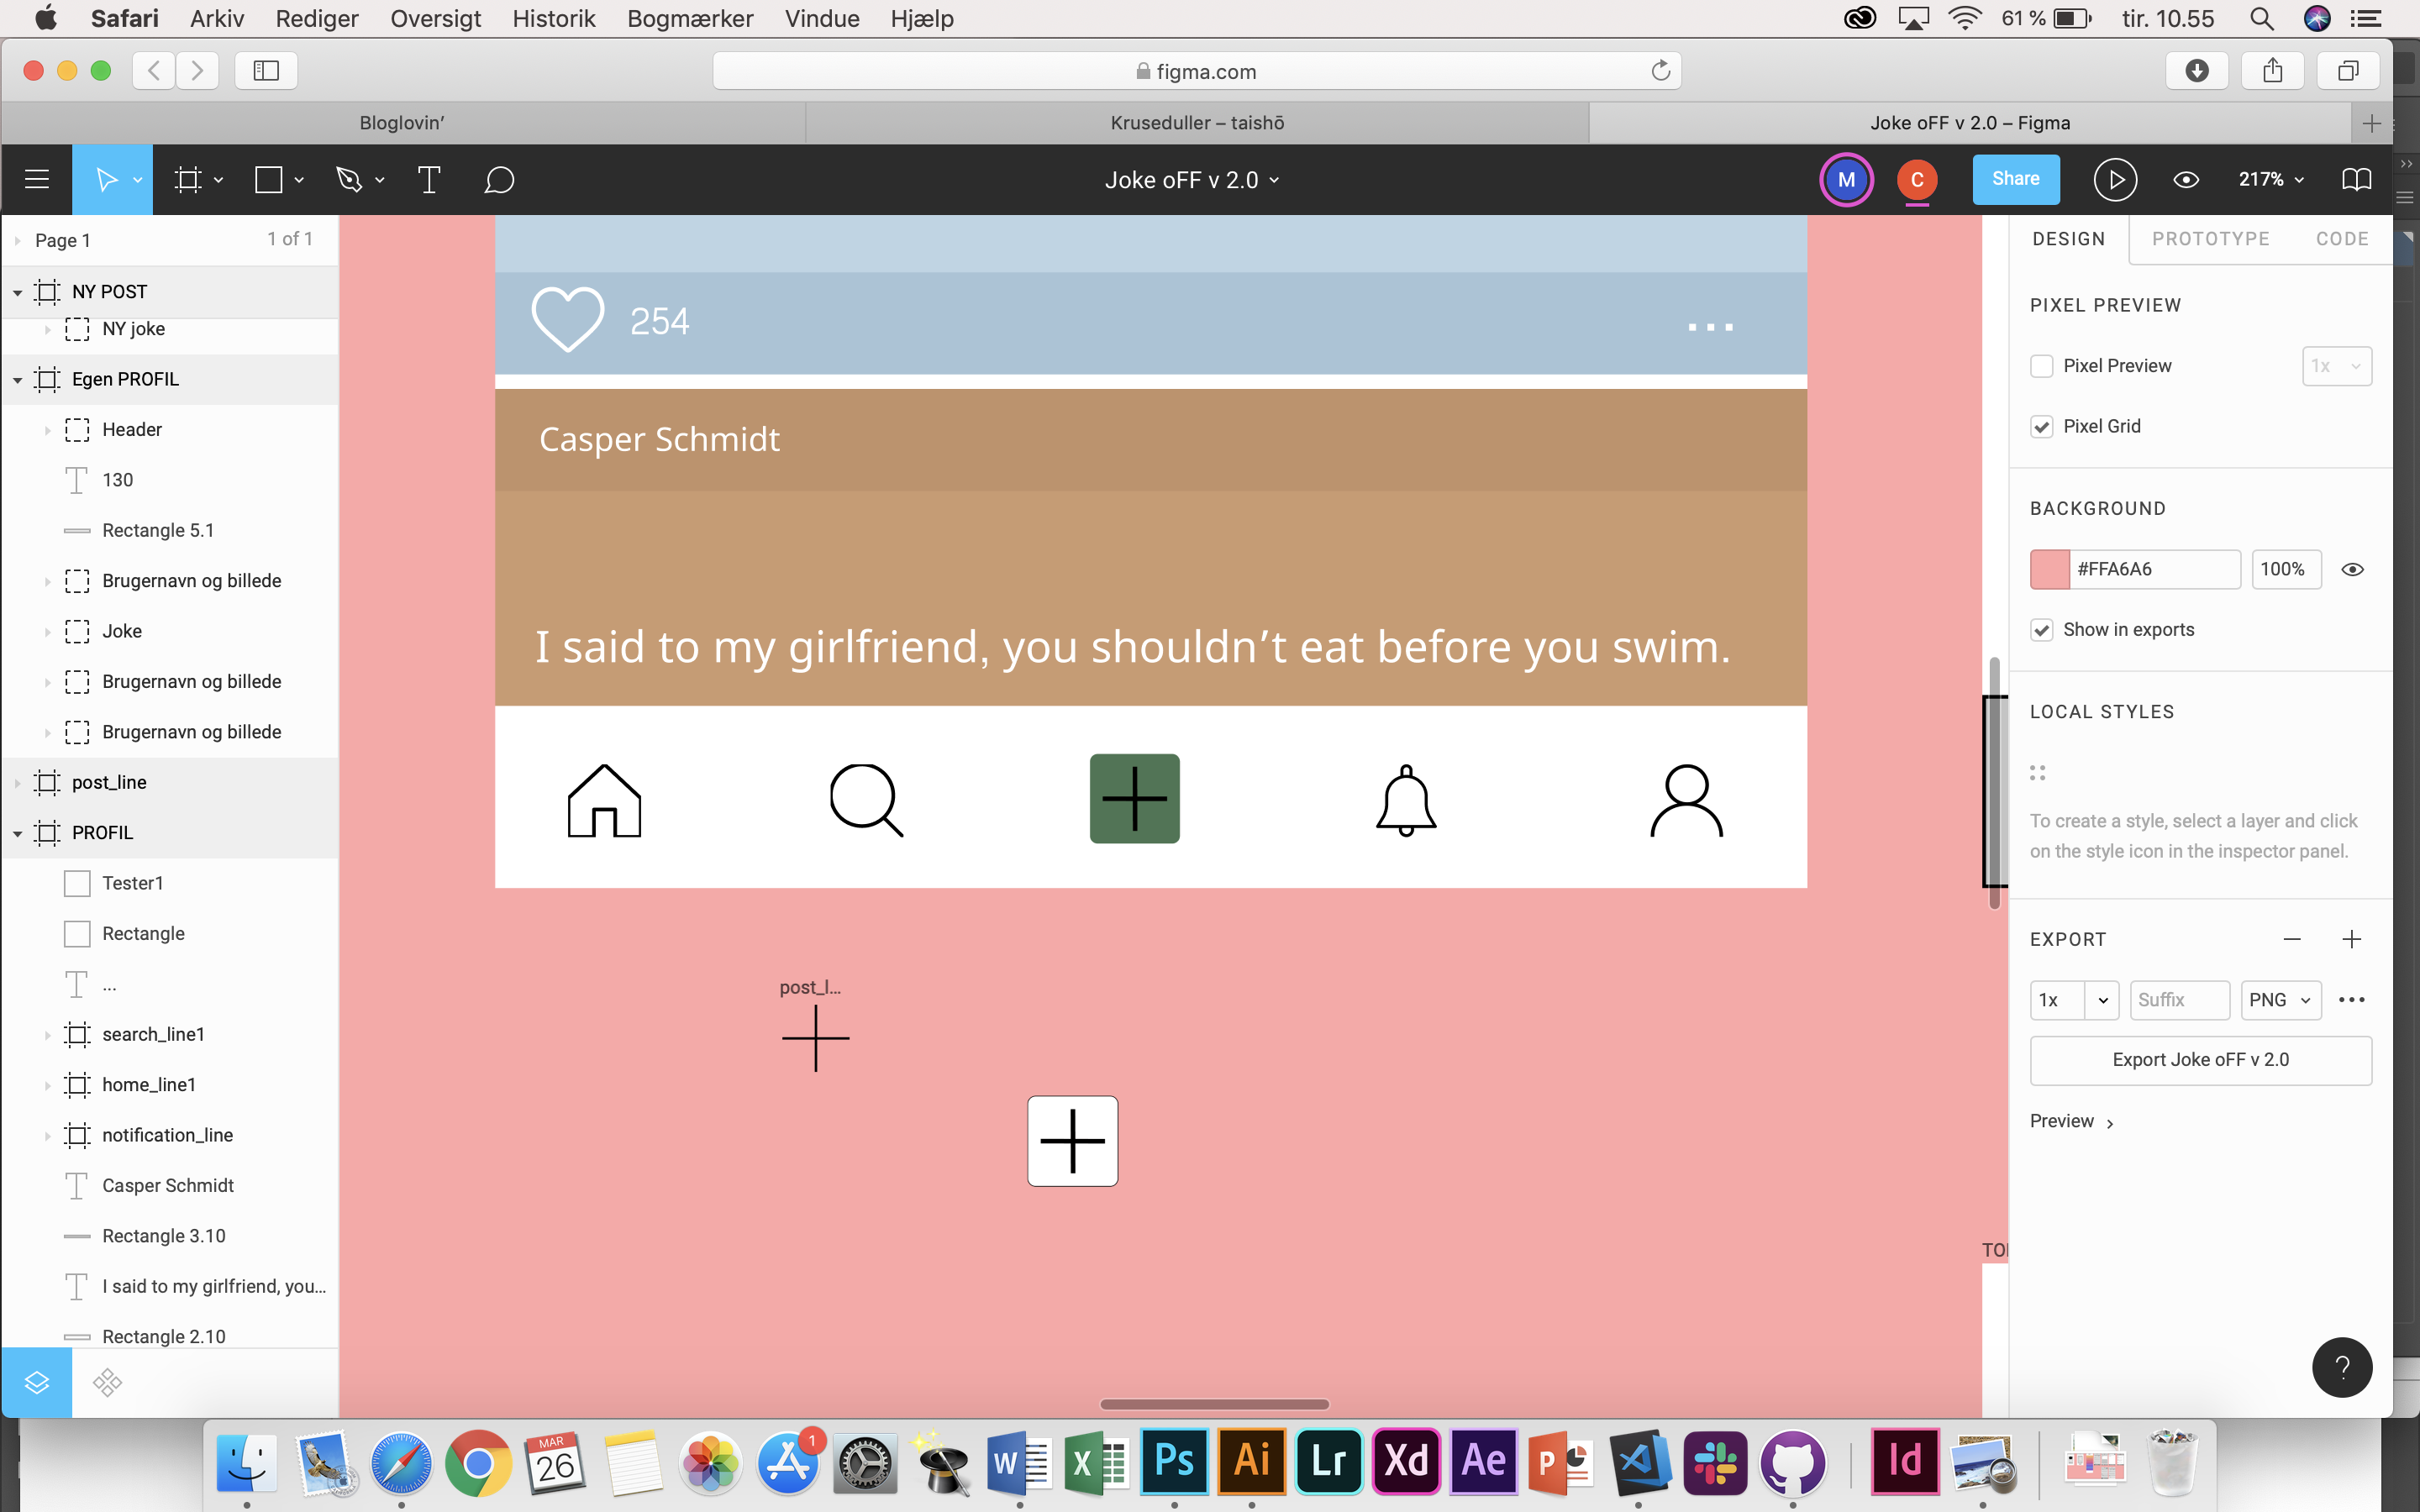 Safari Arkiv Rediger Oversigt Historik Bogmærker Vindue Hjælp 61 % tir. 10.55
figma.com
Bloglovin’ Kruseduller – taishō Joke oFF v 2.0 – Figma
Joke oFF v 2.0 M C Share 217%
Page 1 1 of 1
NY POST
NY joke
Egen PROFIL
Header
130
Rectangle 5.1
Brugernavn og billede
Joke
Brugernavn og billede
Brugernavn og billede
post_line
PROFIL
Tester1
Rectangle
...
search_line1
home_line1
notification_line
Casper Schmidt
Rectangle 3.10
I said to my girlfriend, you...
Rectangle 2.10
254
...
Casper Schmidt
I said to my girlfriend, you shouldn’t eat before you swim.
post_l...
TO
DESIGN PROTOTYPE CODE
PIXEL PREVIEW
Pixel Preview 1x
Pixel Grid
BACKGROUND
#FFA6A6 100%
Show in exports
LOCAL STYLES
To create a style, select a layer and click
on the style icon in the inspector panel.
EXPORT
1x Suffix PNG
Export Joke oFF v 2.0
Preview
?
MAR
26
1
W X Ps Ai Lr Xd Ae P Id